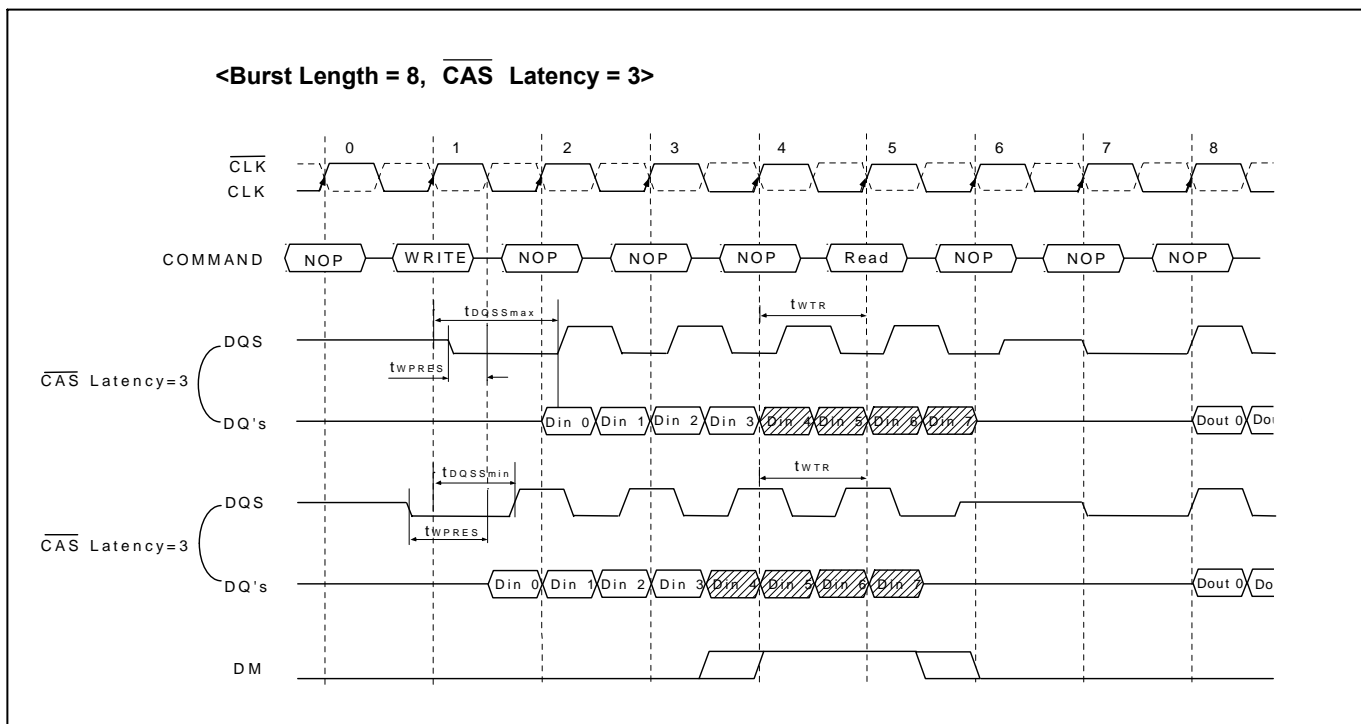 <Burst Length = 8, CAS Latency = 3>
0 1 2 3 4 5 6 7 8
CLK
CLK
COMMAND NOP WRITE NOP NOP NOP Read NOP NOP NOP
tDQSSmax tWTR
DQS
tWPRES
CAS Latency=3
DQ's Din 0 Din 1 Din 2 Din 3 Din 4 Din 5 Din 6 Din 7 Dout 0 Dou
tDQSSmin tWTR
DQS
tWPRES
CAS Latency=3
DQ's Din 0 Din 1 Din 2 Din 3 Din 4 Din 5 Din 6 Din 7 Dout 0 Do
DM